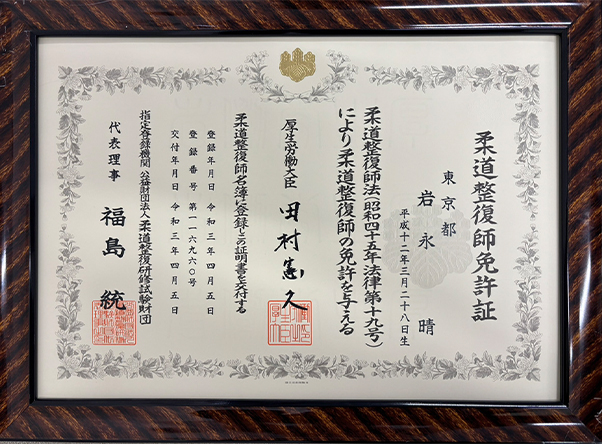 柔道整復師免許証
東京都
岩永 晴
平成十二年三月二十八日生
柔道整復師法(昭和四十五年法律第十九号)
により柔道整復師の免許を与える
厚生労働大臣 田村憲久
柔道整復師名簿に登録しこの証明書を交付する
登録年月日 令和三年四月五日
登録番号 第一一六九六〇号
交付年月日 令和三年四月五日
指定登録機関 公益財団法人柔道整復研修試験財団
代表理事 福島 統